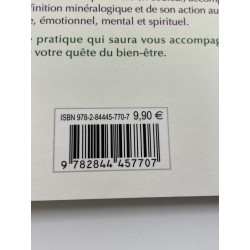 finition minéralogique et de son action au
, émotionnel, mental et spirituel.
pratique qui saura vous accompag
votre quête du bien-être.
ISBN 978-2-84445-770-7 9,90 €
9 782844 457707